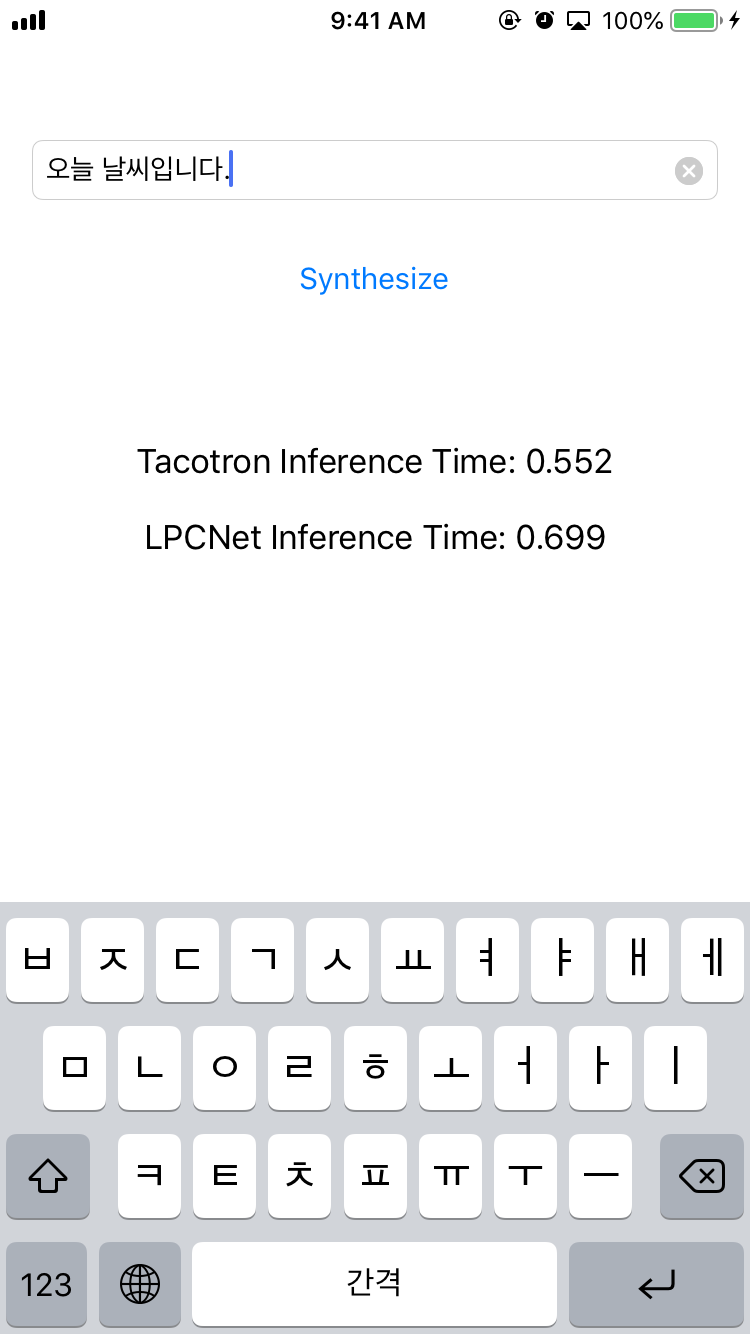 9:41 AM 100%
오늘 날씨입니다.
Synthesize
Tacotron Inference Time: 0.552
LPCNet Inference Time: 0.699
ㅂ ㅈ ㄷ ㄱ ㅅ ㅛ ㅕ ㅑ ㅐ ㅔ
ㅁ ㄴ ㅇ ㄹ ㅎ ㅗ ㅓ ㅏ ㅣ
ㅋ ㅌ ㅊ ㅍ ㅠ ㅜ ㅡ
123 간격